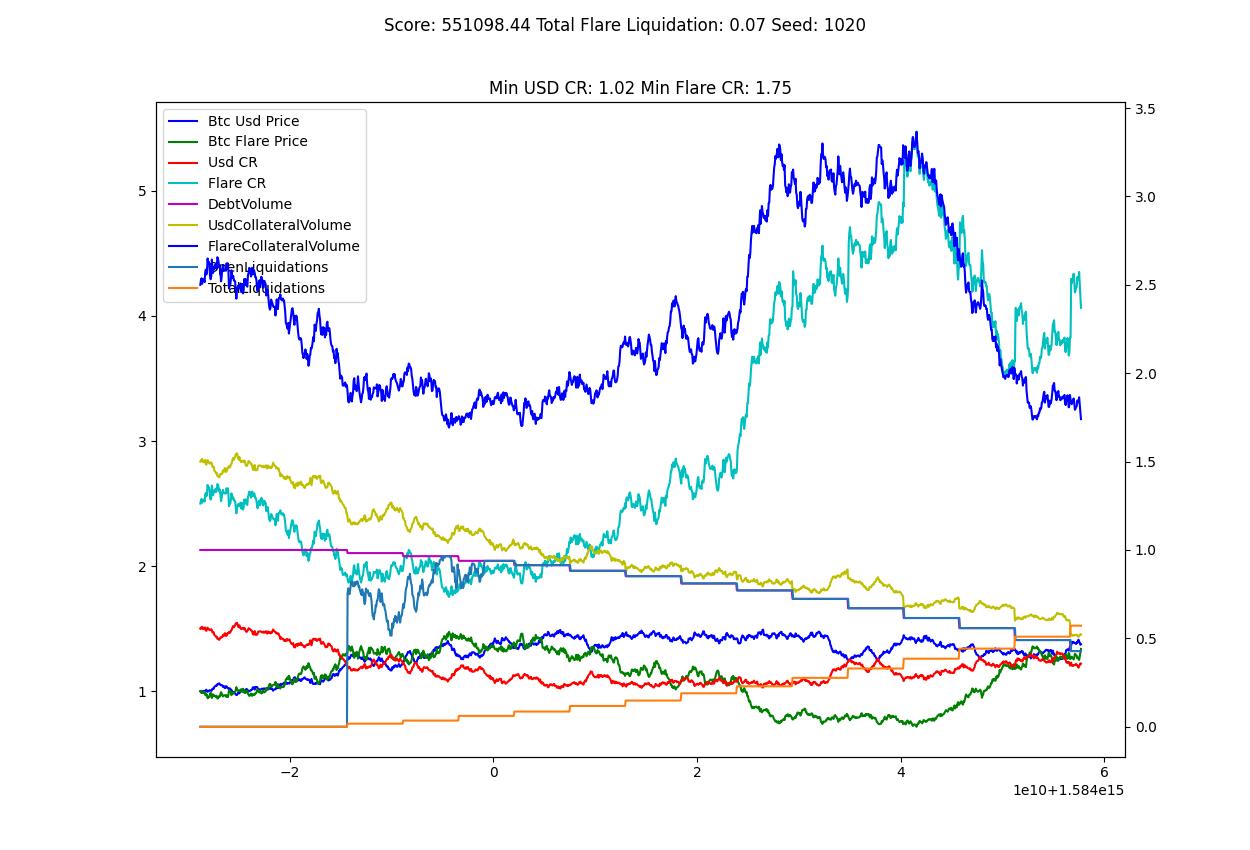 Score: 551098.44 Total Flare Liquidation: 0.07 Seed: 1020
Min USD CR: 1.02 Min Flare CR: 1.75
Btc Usd Price
Btc Flare Price
Usd CR
Flare CR
DebtVolume
UsdCollateralVolume
FlareCollateralVolume
OpenLiquidations
TotalLiquidations
5
4
3
2
1
3.5
3.0
2.5
2.0
1.5
1.0
0.5
0.0
−2 0 2 4 6
1e10+1.584e15